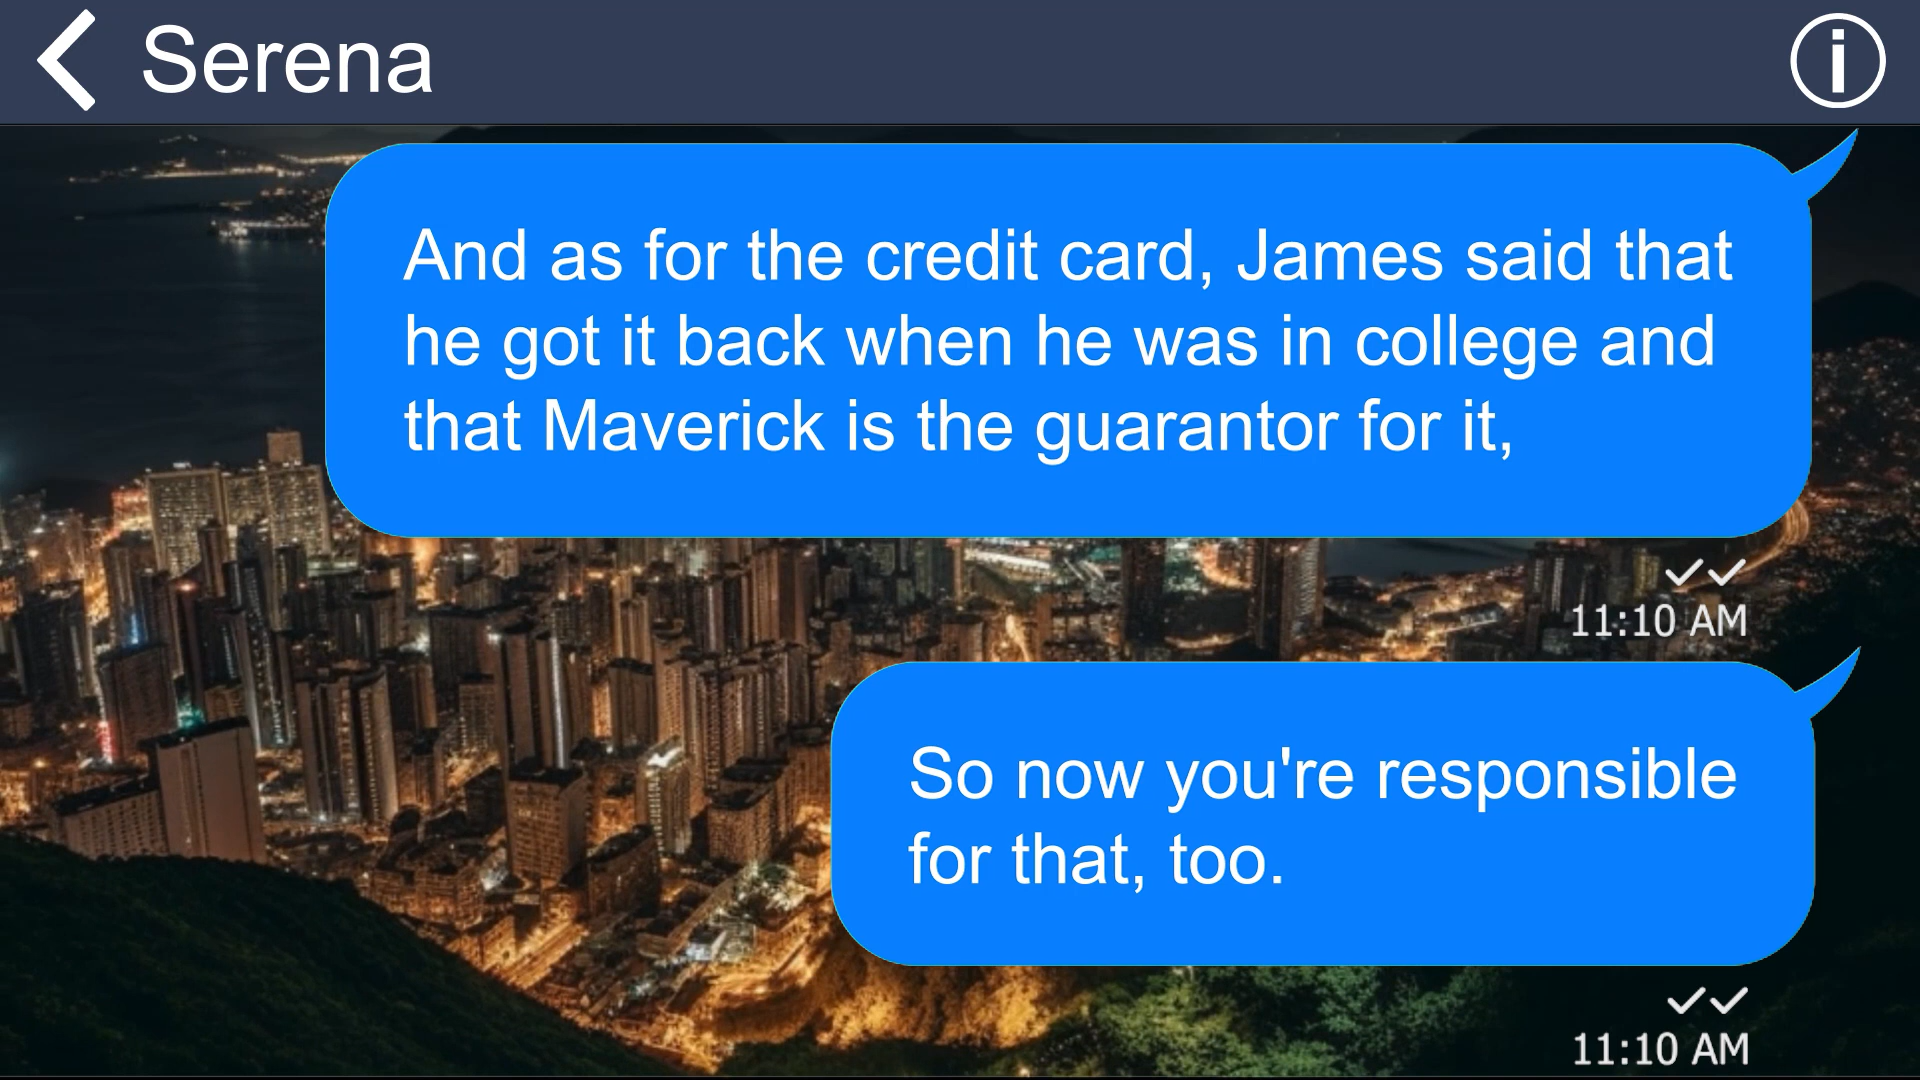 Serena
And as for the credit card, James said that
he got it back when he was in college and
that Maverick is the guarantor for it,
11:10 AM
So now you're responsible
for that, too.
11:10 AM